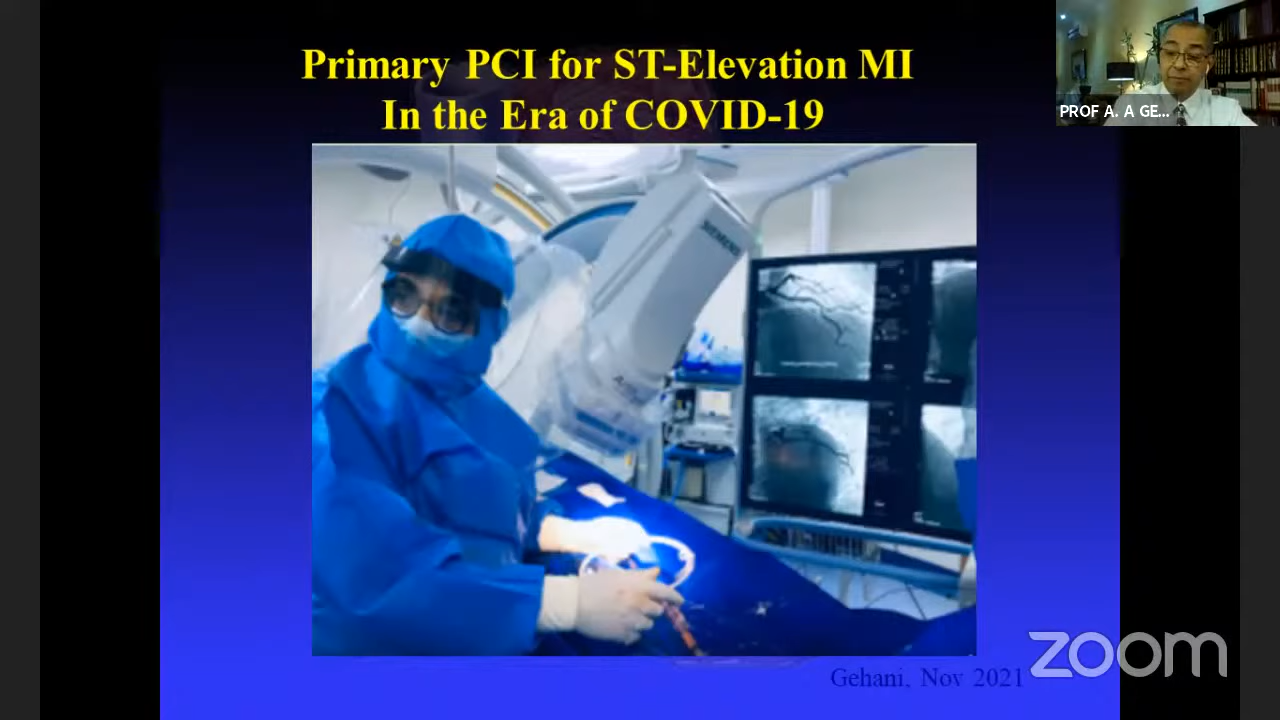 Primary PCI for ST-Elevation MI
In the Era of COVID-19
PROF A. A GE...
SIEMENS
Gehani, Nov 2021
zoom